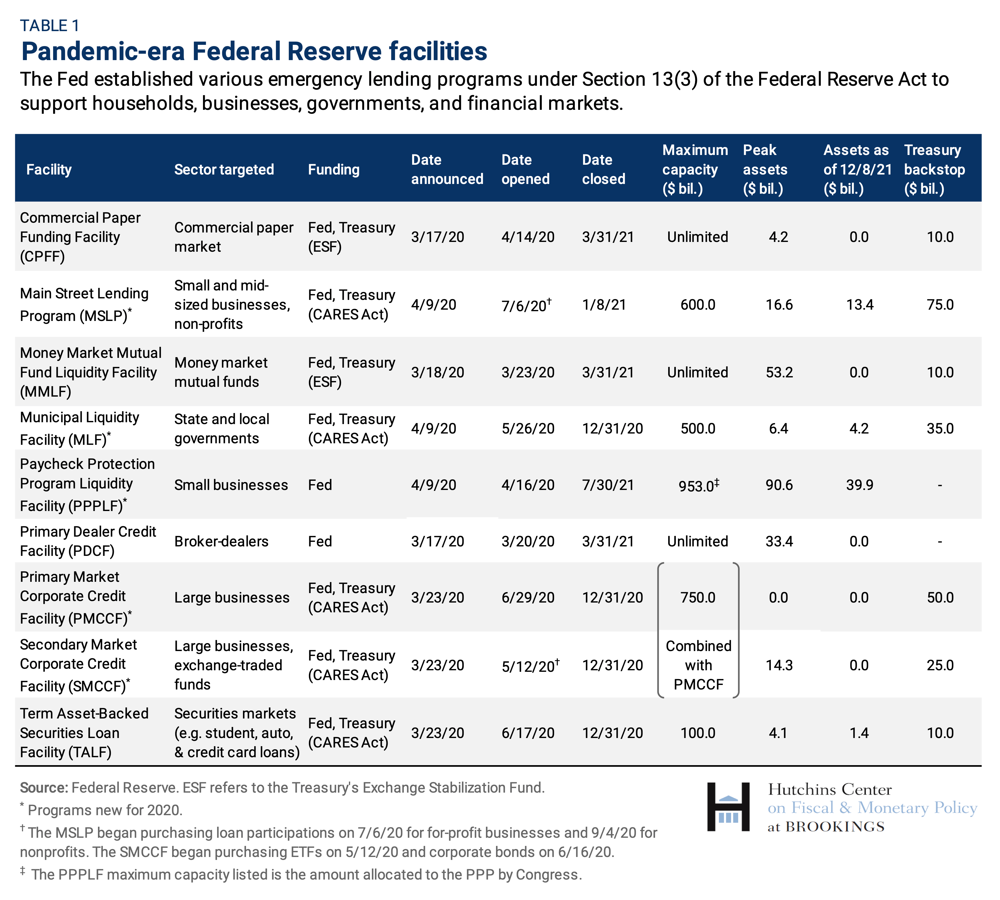 TABLE 1
Pandemic-era Federal Reserve facilities
The Fed established various emergency lending programs under Section 13(3) of the Federal Reserve Act to
support households, businesses, governments, and financial markets.
Facility
Sector targeted
Funding
Date
announced
Date
opened
Date
closed
Maximum
capacity
($ bil.)
Peak
assets
($ bil.)
Assets as
of 12/8/21
($ bil.)
Treasury
backstop
($ bil.)
Commercial Paper
Funding Facility
(CPFF)
Commercial paper
market
Fed, Treasury
(ESF)
3/17/20
4/14/20
3/31/21
Unlimited
4.2
0.0
10.0
Main Street Lending
Program (MSLP)*
Small and mid-
sized businesses,
non-profits
Fed, Treasury
(CARES Act)
4/9/20
7/6/20†
1/8/21
600.0
16.6
13.4
75.0
Money Market Mutual
Fund Liquidity Facility
(MMLF)
Money market
mutual funds
Fed, Treasury
(ESF)
3/18/20
3/23/20
3/31/21
Unlimited
53.2
0.0
10.0
Municipal Liquidity
Facility (MLF)*
State and local
governments
Fed, Treasury
(CARES Act)
4/9/20
5/26/20
12/31/20
500.0
6.4
4.2
35.0
Paycheck Protection
Program Liquidity
Facility (PPPLF)*
Small businesses
Fed
4/9/20
4/16/20
7/30/21
953.0‡
90.6
39.9
-
Primary Dealer Credit
Facility (PDCF)
Broker-dealers
Fed
3/17/20
3/20/20
3/31/21
Unlimited
33.4
0.0
-
Primary Market
Corporate Credit
Facility (PMCCF)*
Large businesses
Fed, Treasury
(CARES Act)
3/23/20
6/29/20
12/31/20
750.0
0.0
0.0
50.0
Secondary Market
Corporate Credit
Facility (SMCCF)*
Large businesses,
exchange-traded
funds
Fed, Treasury
(CARES Act)
3/23/20
5/12/20†
12/31/20
Combined
with
PMCCF
14.3
0.0
25.0
Term Asset-Backed
Securities Loan
Facility (TALF)
Securities markets
(e.g. student, auto,
& credit card loans)
Fed, Treasury
(CARES Act)
3/23/20
6/17/20
12/31/20
100.0
4.1
1.4
10.0
Source: Federal Reserve. ESF refers to the Treasury's Exchange Stabilization Fund.
* Programs new for 2020.
† The MSLP began purchasing loan participations on 7/6/20 for for-profit businesses and 9/4/20 for
nonprofits. The SMCCF began purchasing ETFs on 5/12/20 and corporate bonds on 6/16/20.
‡ The PPPLF maximum capacity listed is the amount allocated to the PPP by Congress.
Hutchins Center
on Fiscal & Monetary Policy
at BROOKINGS